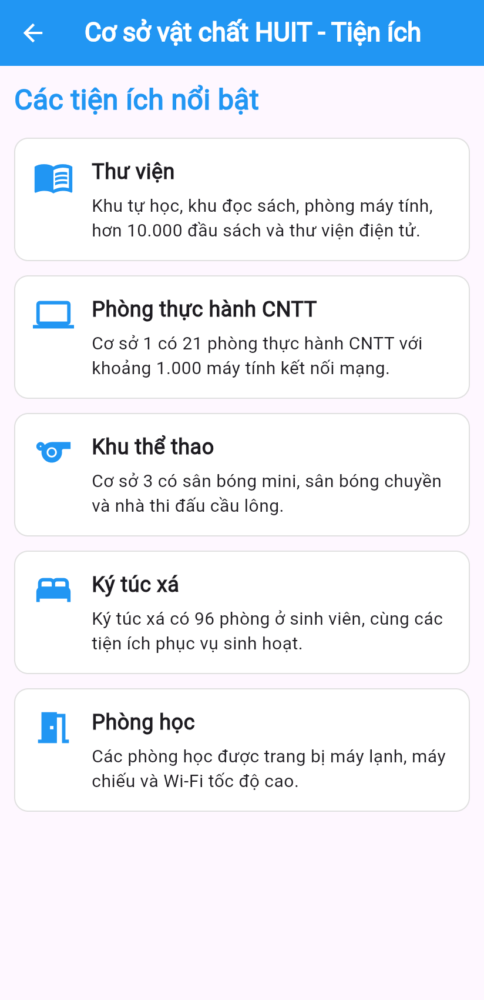 Cơ sở vật chất HUIT - Tiện ích
Các tiện ích nổi bật
Thư viện
Khu tự học, khu đọc sách, phòng máy tính,
hơn 10.000 đầu sách và thư viện điện tử.
Phòng thực hành CNTT
Cơ sở 1 có 21 phòng thực hành CNTT với
khoảng 1.000 máy tính kết nối mạng.
Khu thể thao
Cơ sở 3 có sân bóng mini, sân bóng chuyền
và nhà thi đấu cầu lông.
Ký túc xá
Ký túc xá có 96 phòng ở sinh viên, cùng các
tiện ích phục vụ sinh hoạt.
Phòng học
Các phòng học được trang bị máy lạnh, máy
chiếu và Wi-Fi tốc độ cao.